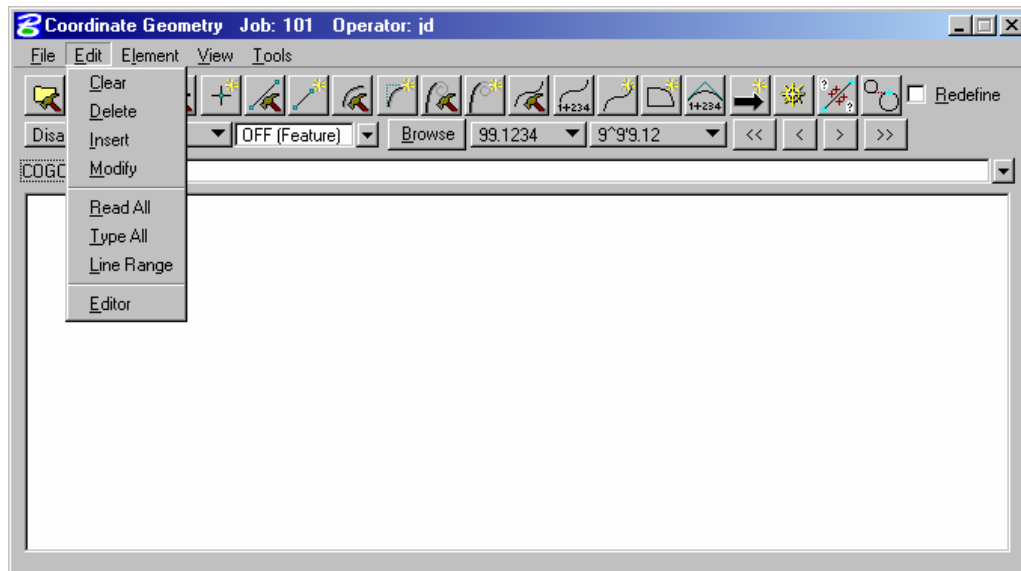 Coordinate Geometry Job: 101 Operator: jd
File Edit Element View Tools
Clear
Delete
Insert
Modify
Read All
Type All
Line Range
Editor
1+234 1+234 ? ? Redefine
Disa OFF (Feature) Browse 99.1234 9^9'9.12 << < > >>
COGO